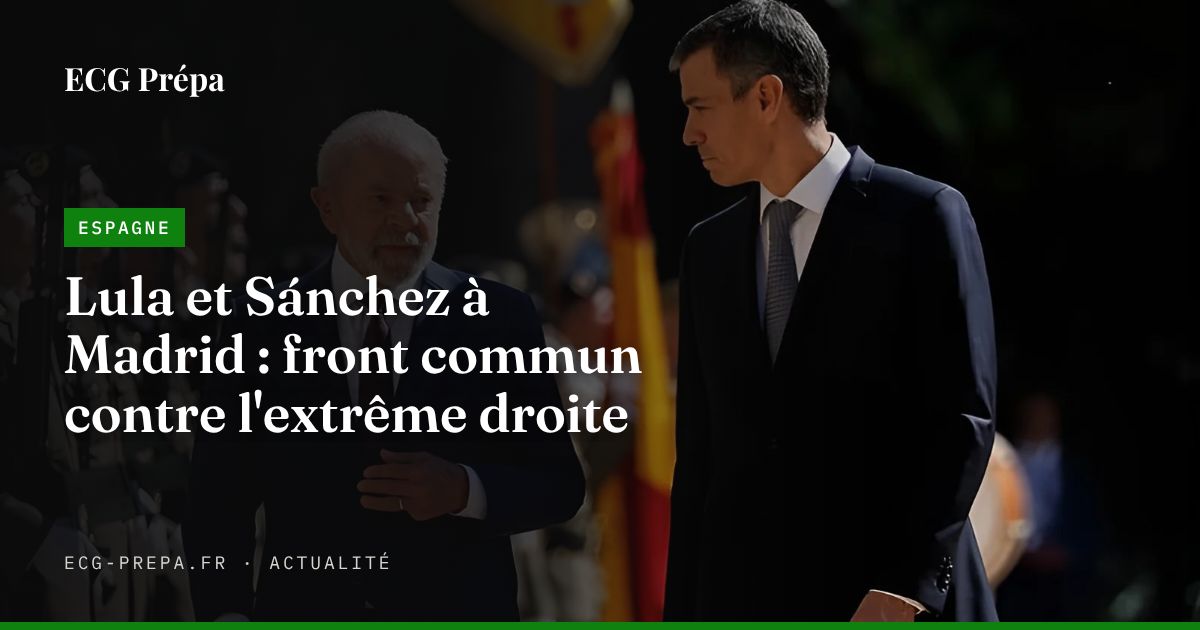 ECG Prépa
ESPAGNE
Lula et Sánchez à
Madrid : front commun
contre l'extrême droite
ECG-PREPA.FR · ACTUALITÉ